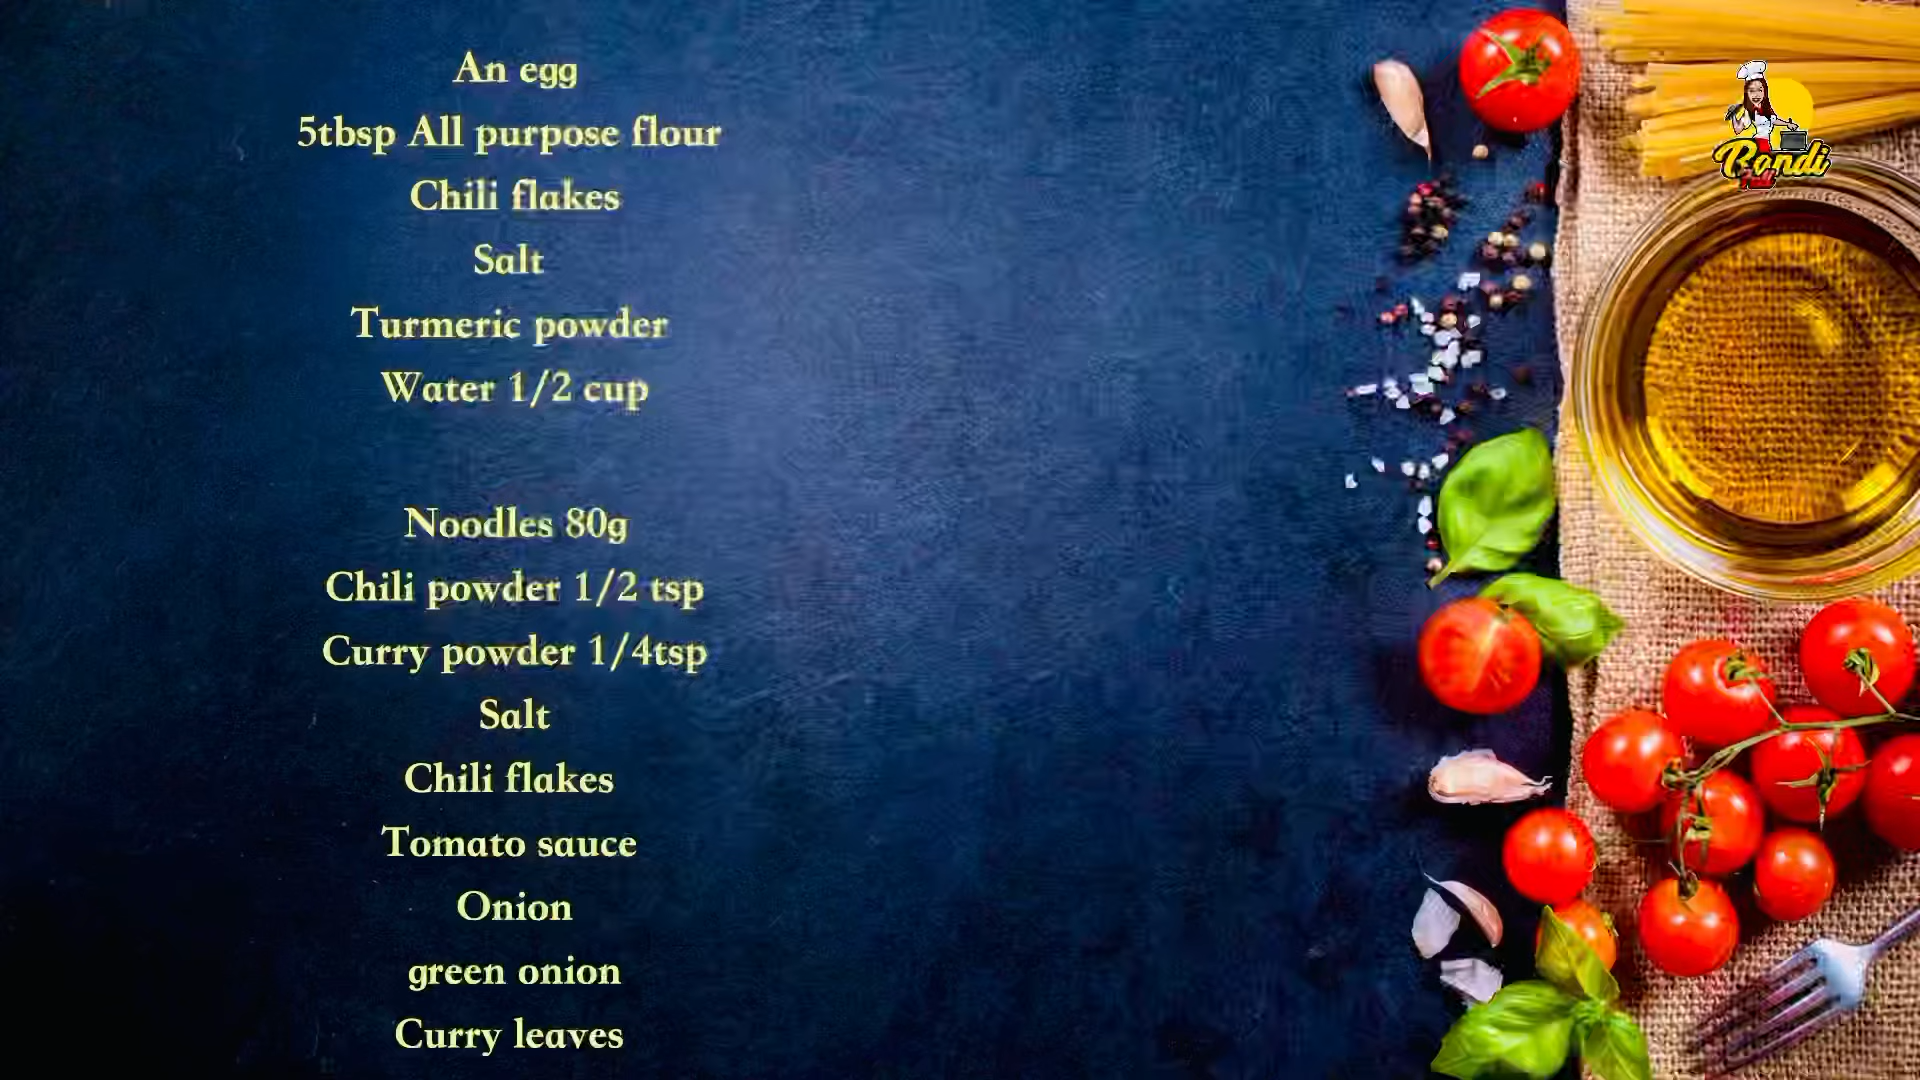 An egg
5tbsp All purpose flour
Chili flakes
Salt
Turmeric powder
Water 1/2 cup
Noodles 80g
Chili powder 1/2 tsp
Curry powder 1/4tsp
Salt
Chili flakes
Tomato sauce
Onion
green onion
Curry leaves
Bandi